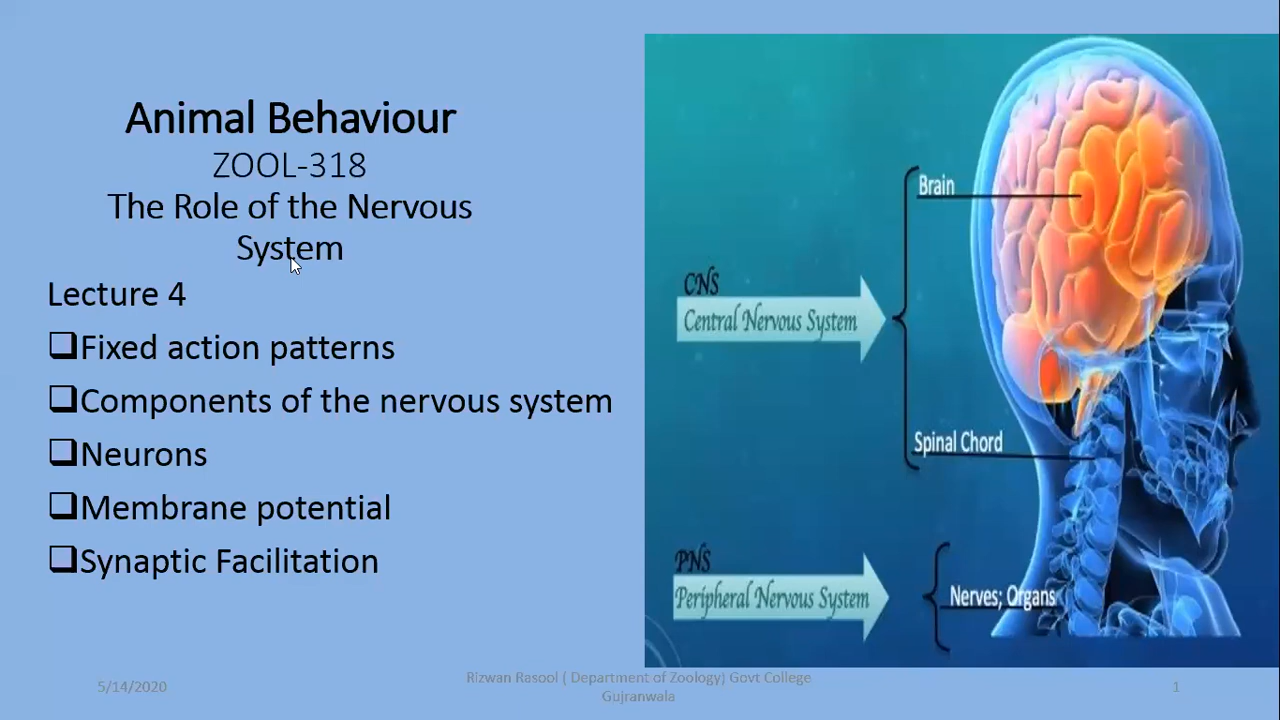 Animal Behaviour
ZOOL-318
The Role of the Nervous
System
Lecture 4
Fixed action patterns
Components of the nervous system
Neurons
Membrane potential
Synaptic Facilitation
Brain
CNS
Central Nervous System
Spinal Chord
PNS
Peripheral Nervous System
Nerves; Organs
5/14/2020
Rizwan Rasool ( Department of Zoology) Govt College
Gujranwala
1